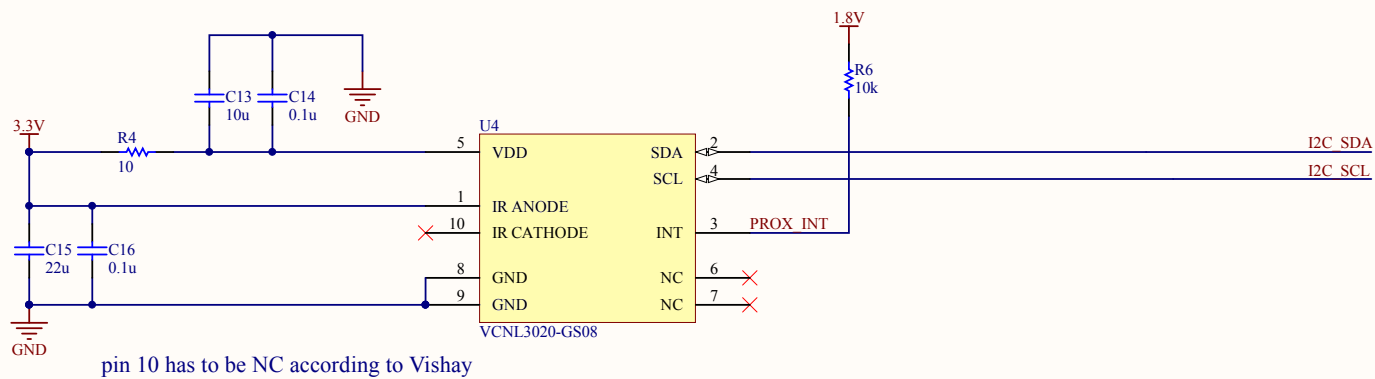 1.8V
R6
10k
C13
10u
C14
0.1u
GND
3.3V
R4
10
U4
5 VDD SDA 2
I2C_SDA
SCL 4
I2C_SCL
1 IR ANODE
10 IR CATHODE INT 3
PROX_INT
C15
22u
C16
0.1u
8 GND NC 6
9 GND NC 7
VCNL3020-GS08
GND
pin 10 has to be NC according to Vishay